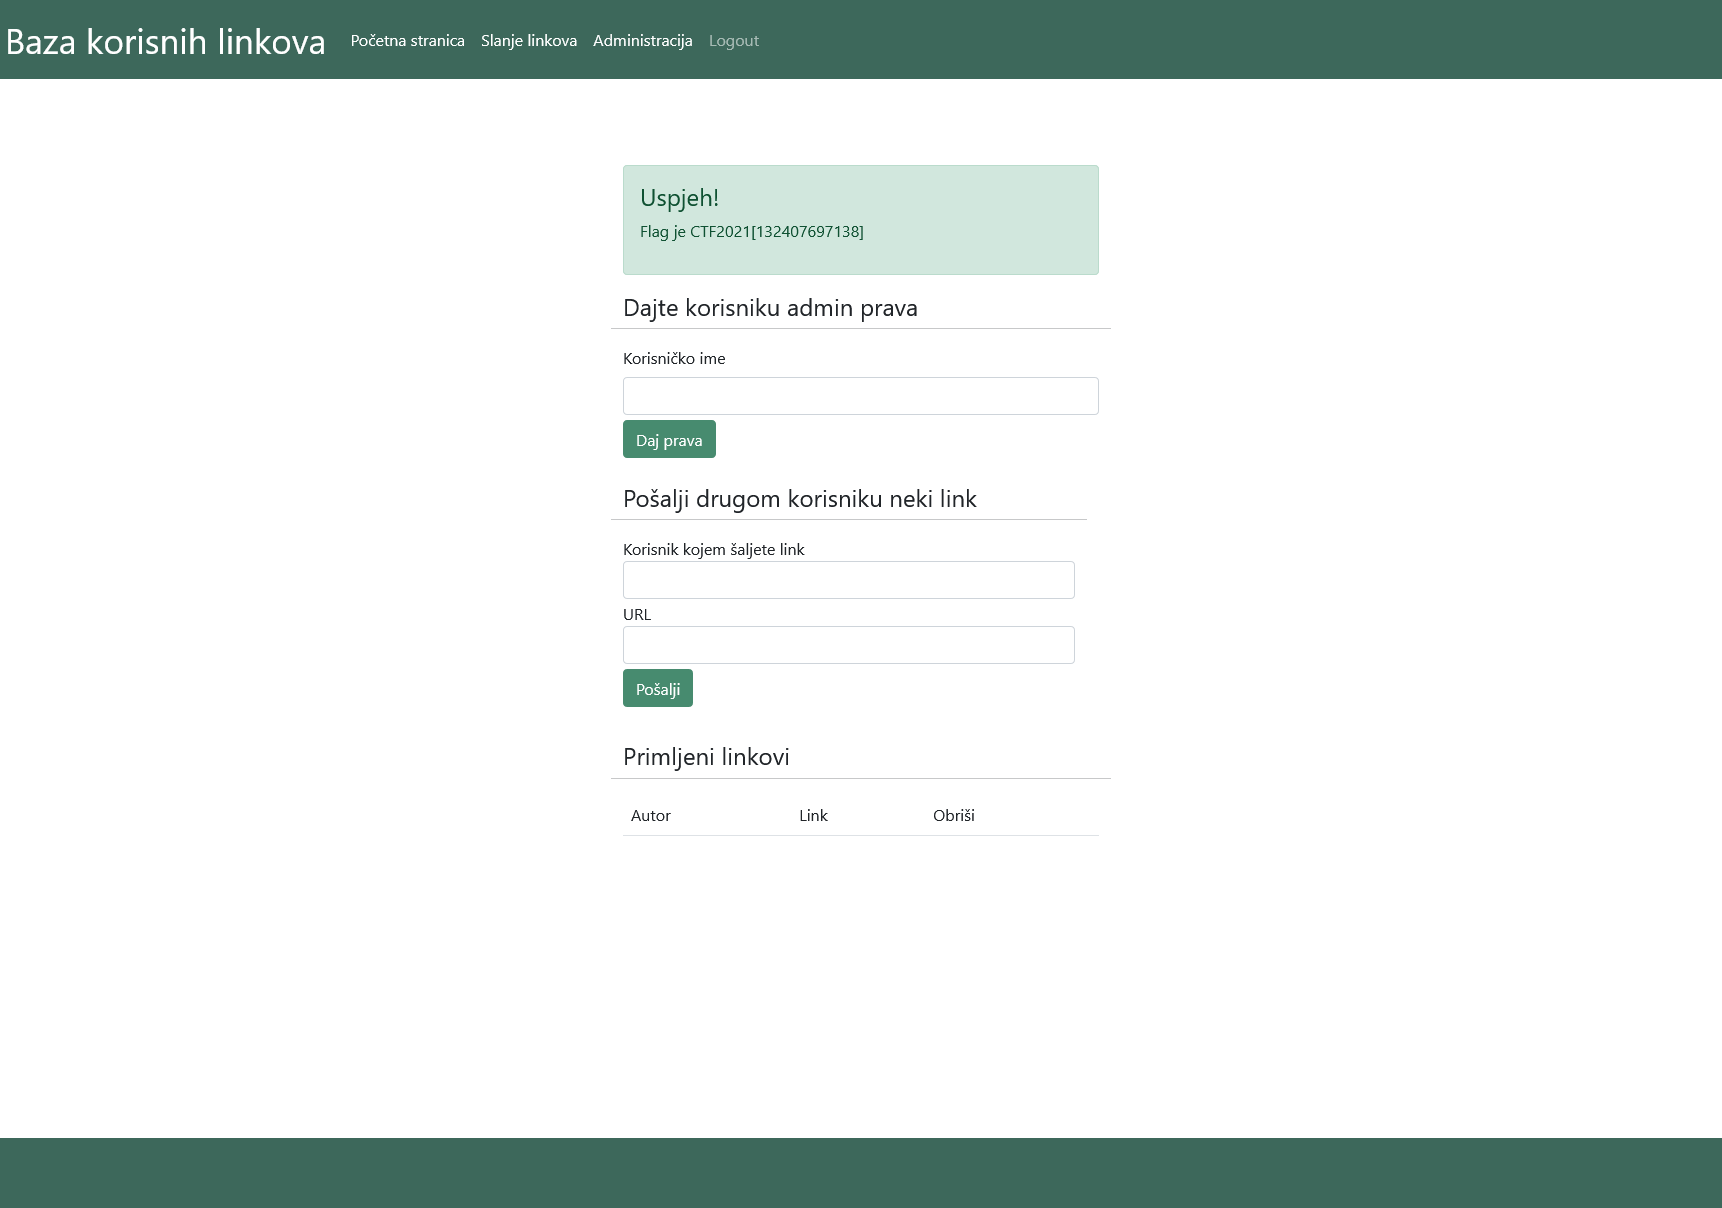 Baza korisnih linkova
Početna stranica Slanje linkova Administracija Logout
Uspjeh!
Flag je CTF2021[132407697138]
Dajte korisniku admin prava
Korisničko ime
Daj prava
Pošalji drugom korisniku neki link
Korisnik kojem šaljete link
URL
Pošalji
Primljeni linkovi
Autor Link Obriši